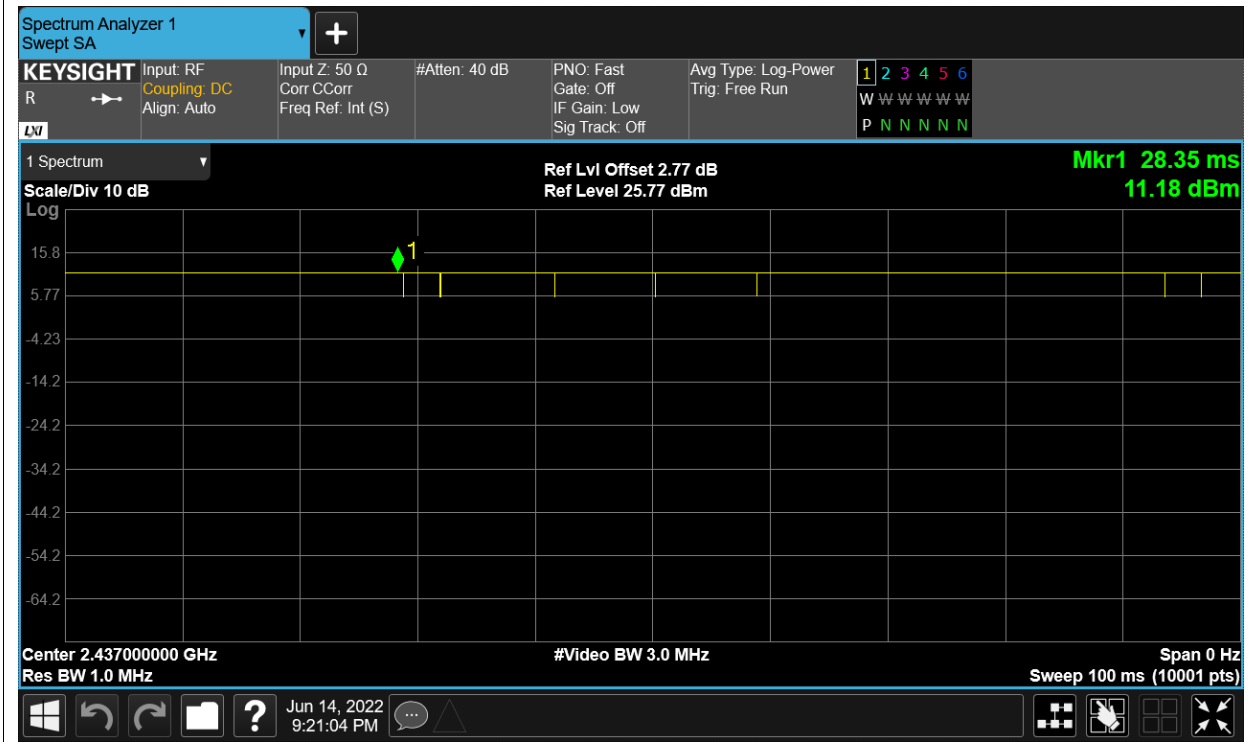 Spectrum Analyzer 1
Swept SA
▼
+
KEYSIGHT
R
LXI
Input: RF
Coupling: DC
Align: Auto
Input Z: 50 Ω
Corr CCorr
Freq Ref: Int (S)
#Atten: 40 dB
PNO: Fast
Gate: Off
IF Gain: Low
Sig Track: Off
Avg Type: Log-Power
Trig: Free Run
1 2 3 4 5 6
W W W W W W
P N N N N N
1 Spectrum ▼
Scale/Div 10 dB
Log
Ref Lvl Offset 2.77 dB
Ref Level 25.77 dBm
Mkr1 28.35 ms
11.18 dBm
1
15.8
5.77
-4.23
-14.2
-24.2
-34.2
-44.2
-54.2
-64.2
Center 2.437000000 GHz
Res BW 1.0 MHz
#Video BW 3.0 MHz
Span 0 Hz
Sweep 100 ms (10001 pts)
?
Jun 14, 2022
9:21:04 PM